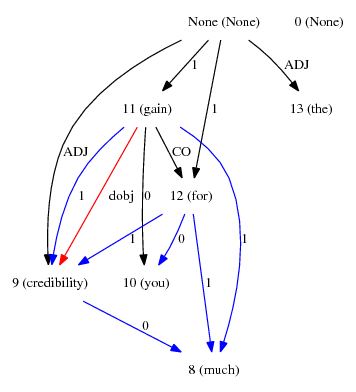 None (None) 0 (None)
1 ADJ
11 (gain) 1 13 (the)
ADJ CO
1 dobj 0 12 (for)
1 0 1
9 (credibility) 10 (you) 1
0
8 (much)